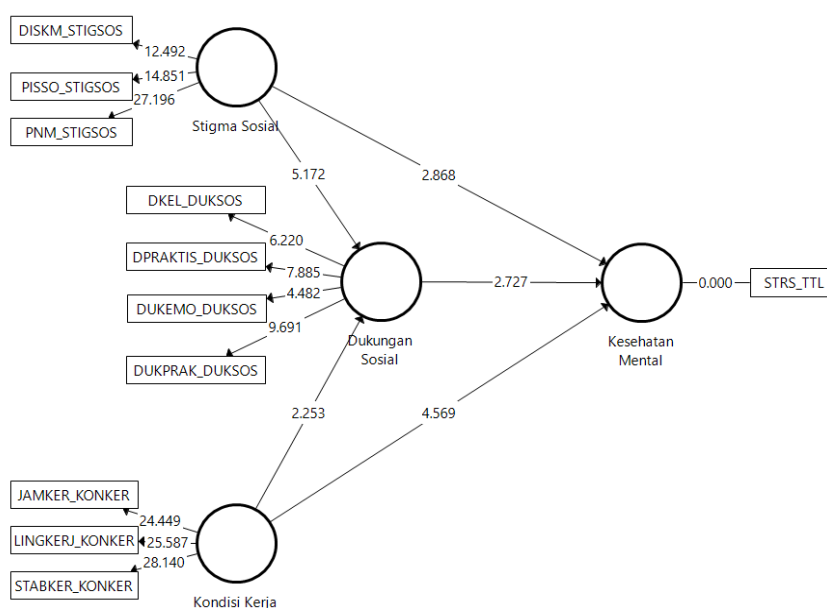 DISKM_STIGSOS
12.492
PISSO_STIGSOS
14.851
27.196
PNM_STIGSOS
Stigma Sosial
5.172
2.868
DKEL_DUKSOS
6.220
DPRAKTIS_DUKSOS
7.885
4.482
DUKEMO_DUKSOS
9.691
DUKPRAK_DUKSOS
Dukungan
Sosial
2.727
0.000
STRS_TTL
Kesehatan
Mental
2.253
4.569
JAMKER_KONKER
24.449
LINGKERJ_KONKER
25.587
28.140
STABKER_KONKER
Kondisi Kerja